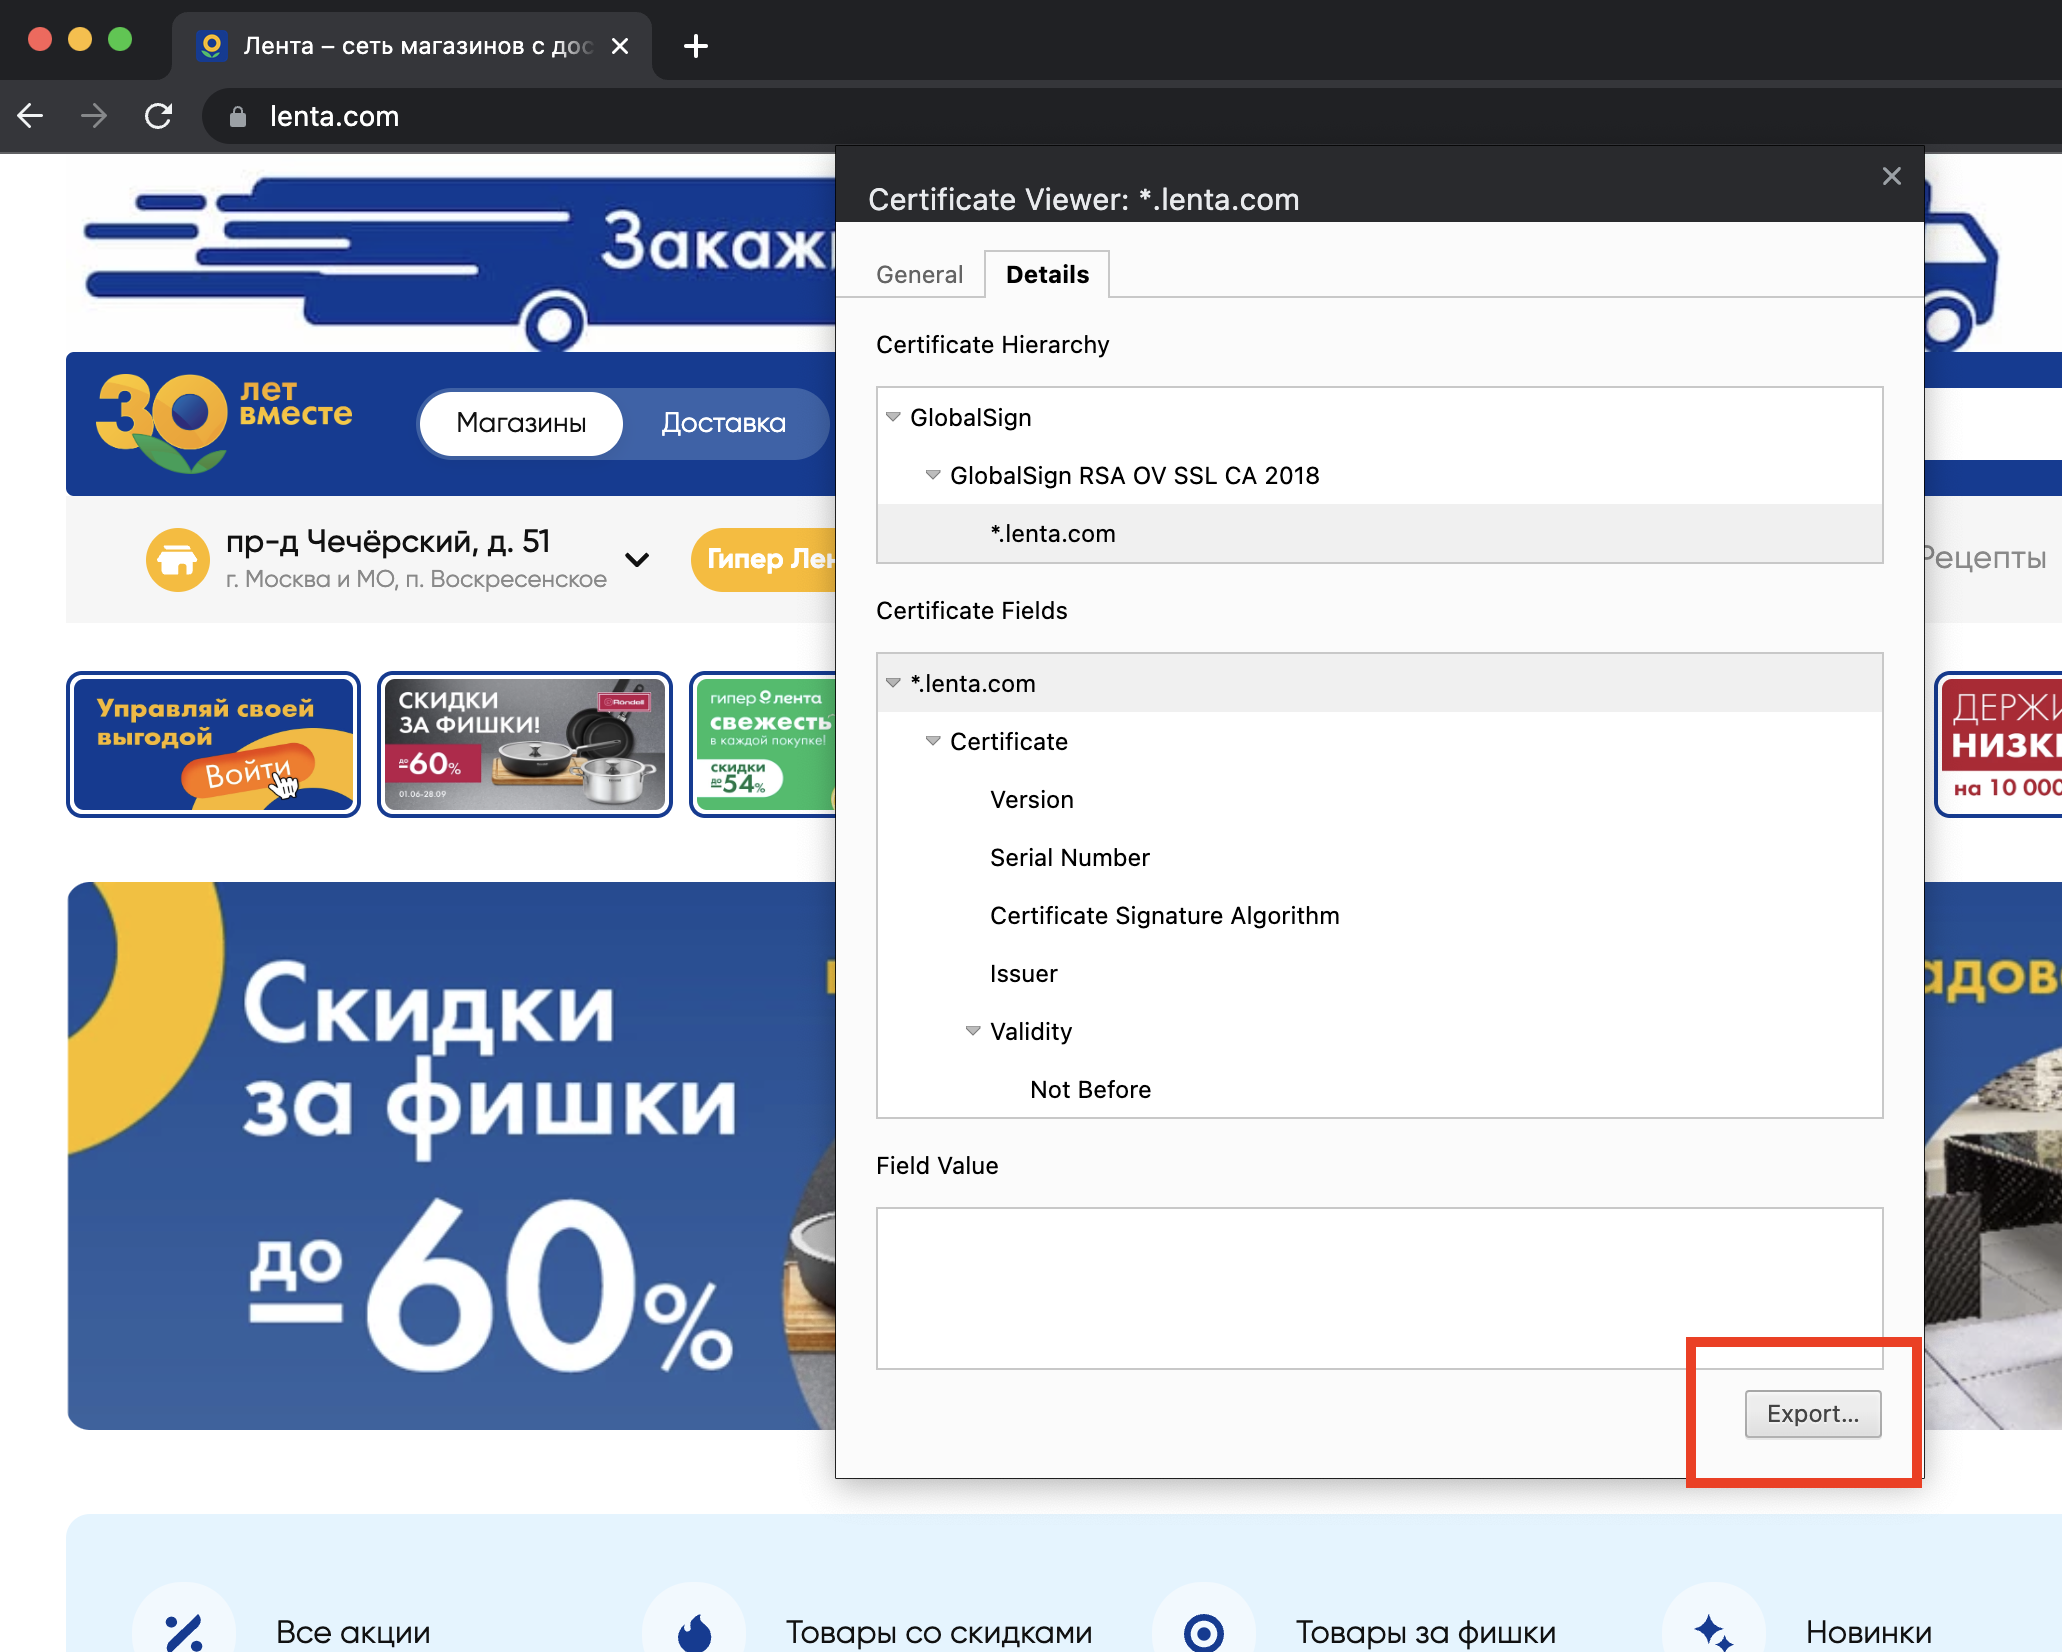 Лента – сеть магазинов с дос
lenta.com
Закаж
30 лет
вместе
Магазины
Доставка
пр-д Чечёрский, д. 51
г. Москва и МО, п. Воскресенское
Гипер Лен
Рецепты
Управляй своей
выгодой
Войти
СКИДКИ
ЗА ФИШКИ!
Röndell
до
-60%
01.06-28.09
гипер лента
свежесть
в каждой покупке!
СКИДКИ
до
-54%
ДЕРЖИ
НИЗК
на 10 000
Скидки
за фишки
до
-60%
адов
Certificate Viewer: *.lenta.com
General
Details
Certificate Hierarchy
GlobalSign
GlobalSign RSA OV SSL CA 2018
*.lenta.com
Certificate Fields
*.lenta.com
Certificate
Version
Serial Number
Certificate Signature Algorithm
Issuer
Validity
Not Before
Field Value
Export...
Все акции
Товары со скидками
Товары за фишки
Новинки